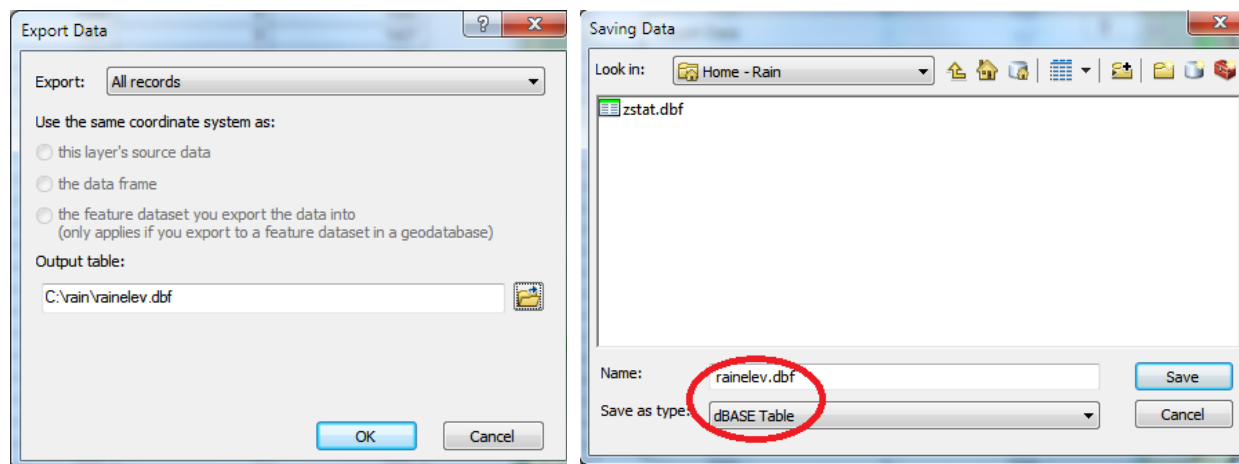 Export Data
Export: All records
Use the same coordinate system as:
this layer's source data
the data frame
the feature dataset you export the data into
(only applies if you export to a feature dataset in a geodatabase)
Output table:
C:\rain\rainelev.dbf
OK Cancel
Saving Data
Look in: Home - Rain
zstat.dbf
Name: rainelev.dbf Save
Save as type: dBASE Table Cancel